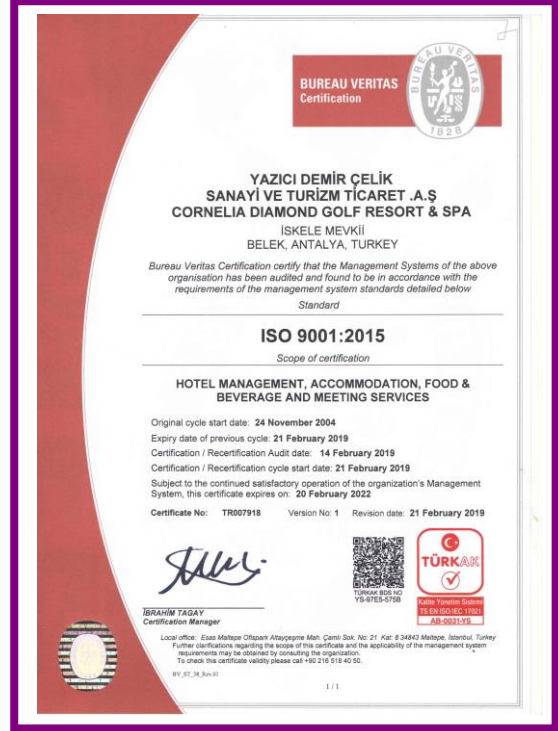 BUREAU VERITAS
Certification
BUREAU VERITAS
1828
YAZICI DEMİR ÇELİK
SANAYİ VE TURİZM TİCARET .A.Ş
CORNELIA DIAMOND GOLF RESORT & SPA
İSKELE MEVKİİ
BELEK, ANTALYA, TURKEY
Bureau Veritas Certification certify that the Management Systems of the above
organisation has been audited and found to be in accordance with the
requirements of the management system standards detailed below
Standard
ISO 9001:2015
Scope of certification
HOTEL MANAGEMENT, ACCOMMODATION, FOOD &
BEVERAGE AND MEETING SERVICES
Original cycle start date: 24 November 2004
Expiry date of previous cycle: 21 February 2019
Certification / Recertification Audit date: 14 February 2019
Certification / Recertification cycle start date: 21 February 2019
Subject to the continued satisfactory operation of the organization's Management
System, this certificate expires on: 20 February 2022
Certificate No: TR007918 Version No: 1 Revision date: 21 February 2019
TÜRKAK
TÜRKAK BDS NO
YS-97E5-575B
Kalite Yönetim Sistemi
TS EN ISO IEC 17021
AB-0031-YS
İBRAHİM TAGAY
Certification Manager
Local office: Esas Maltepe Ofispark Altayçeşme Mah. Çamlı Sok. No: 21 Kat: 8 34843 Maltepe, İstanbul, Turkey
Further clarifications regarding the scope of this certificate and the applicability of the management system
requirements may be obtained by consulting the organization.
To check this certificate validity please call +90 216 518 40 50.
BV_ST_38_Rev.01
1 / 1